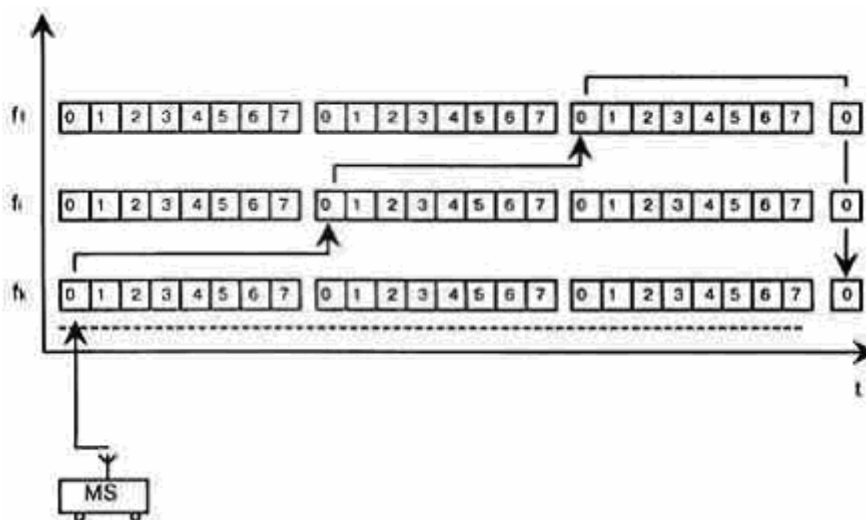 fl 0 1 2 3 4 5 6 7 0 1 2 3 4 5 6 7 0 1 2 3 4 5 6 7 0
fi 0 1 2 3 4 5 6 7 0 1 2 3 4 5 6 7 0 1 2 3 4 5 6 7 0
fk 0 1 2 3 4 5 6 7 0 1 2 3 4 5 6 7 0 1 2 3 4 5 6 7 0
t
MS